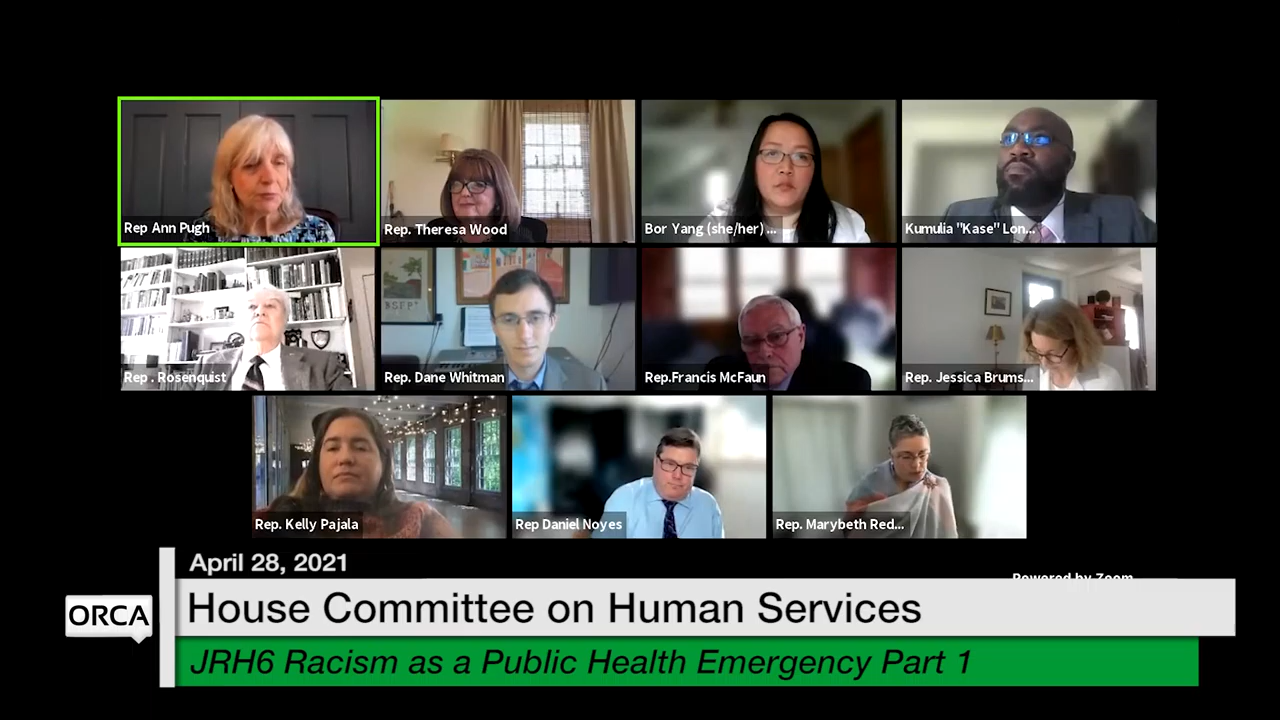 Rep Ann Pugh
Rep. Theresa Wood
Bor Yang (she/her) ...
Kumulia "Kase" Lon...
Rep . Rosenquist
Rep. Dane Whitman
Rep.Francis McFaun
Rep. Jessica Brums...
Rep. Kelly Pajala
Rep Daniel Noyes
Rep. Marybeth Red...
April 28, 2021
Powered by Zoom
ORCA
House Committee on Human Services
JRH6 Racism as a Public Health Emergency Part 1